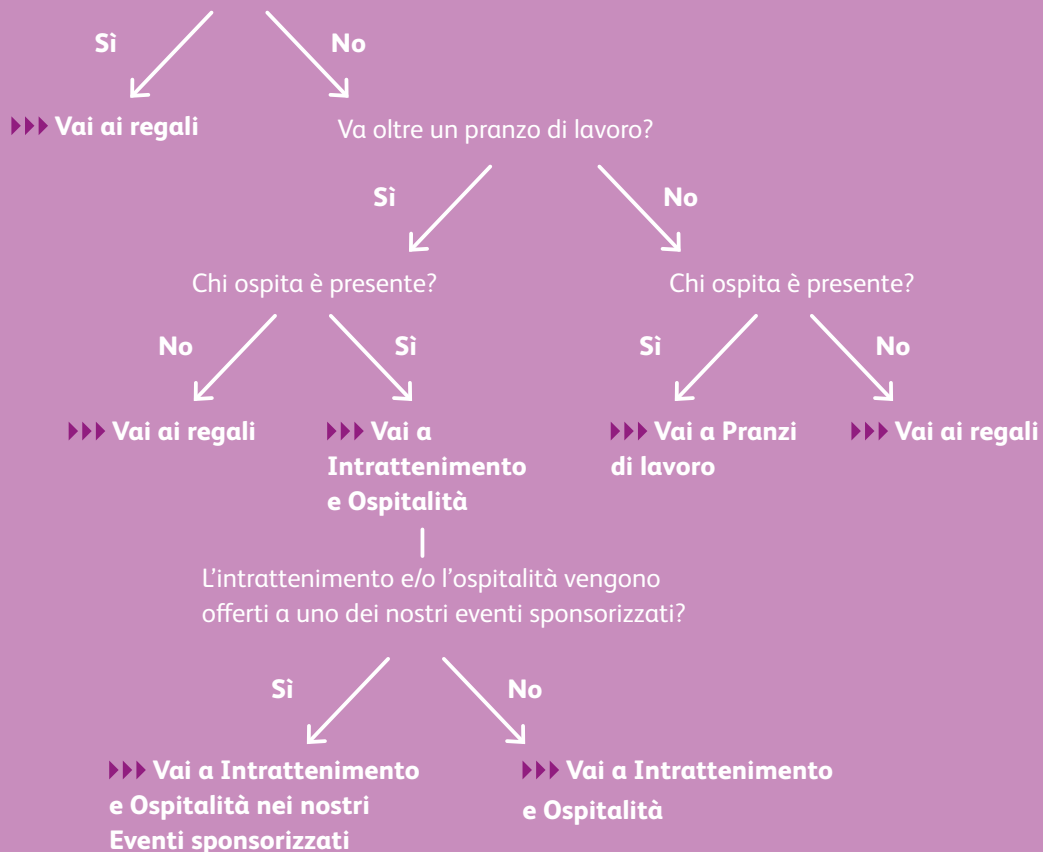 Sì
No
Vai ai regali
Va oltre un pranzo di lavoro?
Sì
No
Chi ospita è presente?
Chi ospita è presente?
No
Sì
Sì
No
Vai ai regali
Vai a
Intrattenimento
e Ospitalità
Vai a Pranzi
di lavoro
Vai ai regali
L'intrattenimento e/o l'ospitalità vengono
offerti a uno dei nostri eventi sponsorizzati?
Sì
No
Vai a Intrattenimento
e Ospitalità nei nostri
Eventi sponsorizzati
Vai a Intrattenimento
e Ospitalità